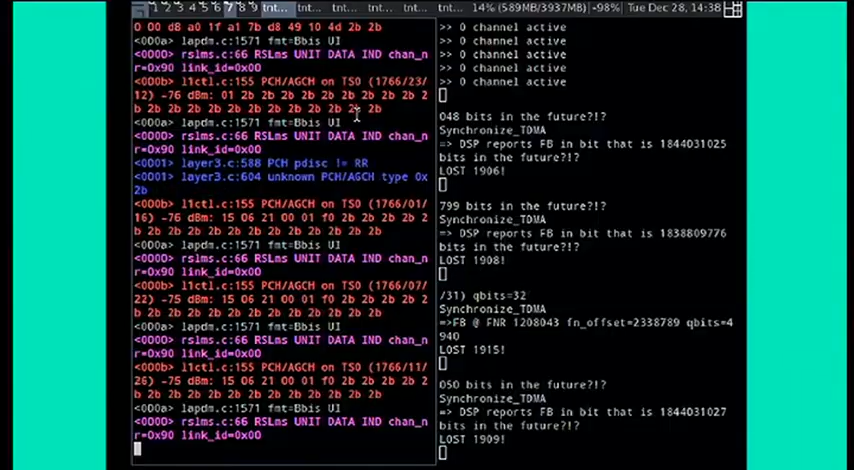 1 2 3 4 5 6 7 8 9 tnt... tnt... tnt... tnt... tnt... tnt... 14% (589MB/3937MB) -98% Tue Dec 28, 14:38
0 00 d8 a0 1f a1 7b d8 49 10 4d 2b 2b
<000a> lapdm.c:1571 fmt=Bbis UI
<0000> rslms.c:66 RSLms UNIT DATA IND chan_n
r=0x90 link_id=0x00
<000b> l1ctl.c:155 PCH/AGCH on TS0 (1766/23/
12) -76 dBm: 01 2b 2b 2b 2b 2b 2b 2b 2b 2b 2
b 2b 2b 2b 2b 2b 2b 2b 2b 2b 2b 2b 2b
<000a> lapdm.c:1571 fmt=Bbis UI
<0000> rslms.c:66 RSLms UNIT DATA IND chan_n
r=0x90 link_id=0x00
<0001> layer3.c:588 PCH pdisc != RR
<0001> layer3.c:604 unknown PCH/AGCH type 0x
2b
<000b> l1ctl.c:155 PCH/AGCH on TS0 (1766/01/
16) -76 dBm: 15 06 21 00 01 f0 2b 2b 2b 2b 2
b 2b 2b 2b 2b 2b 2b 2b 2b 2b 2b 2b 2b
<000a> lapdm.c:1571 fmt=Bbis UI
<0000> rslms.c:66 RSLms UNIT DATA IND chan_n
r=0x90 link_id=0x00
<000b> l1ctl.c:155 PCH/AGCH on TS0 (1766/07/
22) -75 dBm: 15 06 21 00 01 f0 2b 2b 2b 2b 2
b 2b 2b 2b 2b 2b 2b 2b 2b 2b 2b 2b 2b
<000a> lapdm.c:1571 fmt=Bbis UI
<0000> rslms.c:66 RSLms UNIT DATA IND chan_n
r=0x90 link_id=0x00
<000b> l1ctl.c:155 PCH/AGCH on TS0 (1766/11/
26) -75 dBm: 15 06 21 00 01 f0 2b 2b 2b 2b 2
b 2b 2b 2b 2b 2b 2b 2b 2b 2b 2b 2b 2b
<000a> lapdm.c:1571 fmt=Bbis UI
<0000> rslms.c:66 RSLms UNIT DATA IND chan_n
r=0x90 link_id=0x00
>> 0 channel active
>> 0 channel active
>> 0 channel active
>> 0 channel active
>> 0 channel active
048 bits in the future?!?
Synchronize_TDMA
=> DSP reports FB in bit that is 1844031025
bits in the future?!?
LOST 1906!
799 bits in the future?!?
Synchronize_TDMA
=> DSP reports FB in bit that is 1838809776
bits in the future?!?
LOST 1908!
/31) qbits=32
Synchronize_TDMA
=>FB @ FNR 1208043 fn_offset=2338789 qbits=4
940
LOST 1915!
050 bits in the future?!?
Synchronize_TDMA
=> DSP reports FB in bit that is 1844031027
bits in the future?!?
LOST 1909!